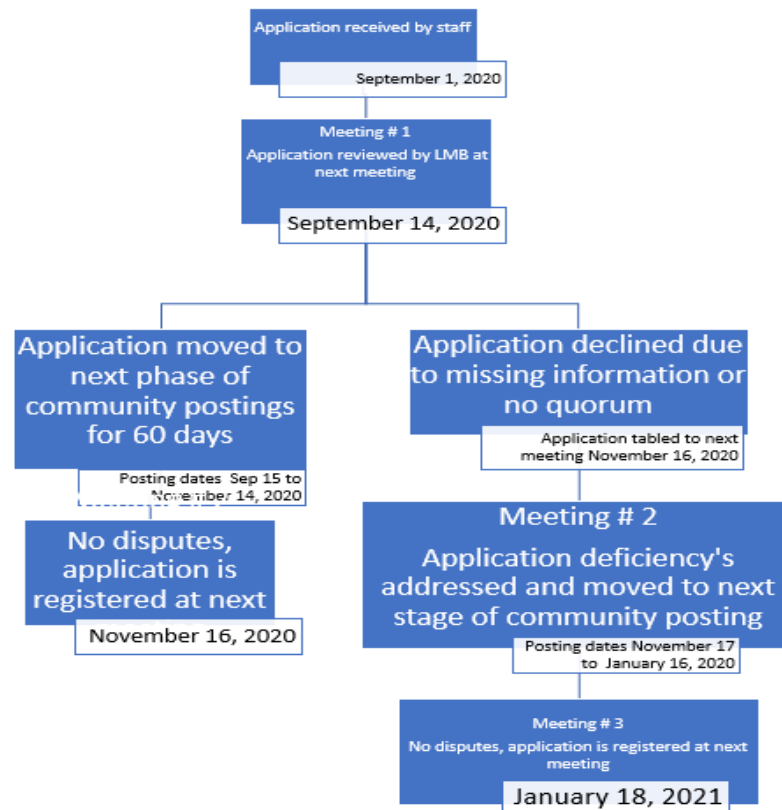 Application received by staff
September 1, 2020
Meeting # 1
Application reviewed by LMB at
next meeting
September 14, 2020
Application moved to
next phase of
community postings
for 60 days
Posting dates Sep 15 to
November 14, 2020
No disputes,
application is
registered at next
November 16, 2020
Application declined due
to missing information or
no quorum
Application tabled to next
meeting November 16, 2020
Meeting # 2
Application deficiency's
addressed and moved to next
stage of community posting
Posting dates November 17
to January 16, 2020
Meeting # 3
No disputes, application is registered at next
meeting
January 18, 2021